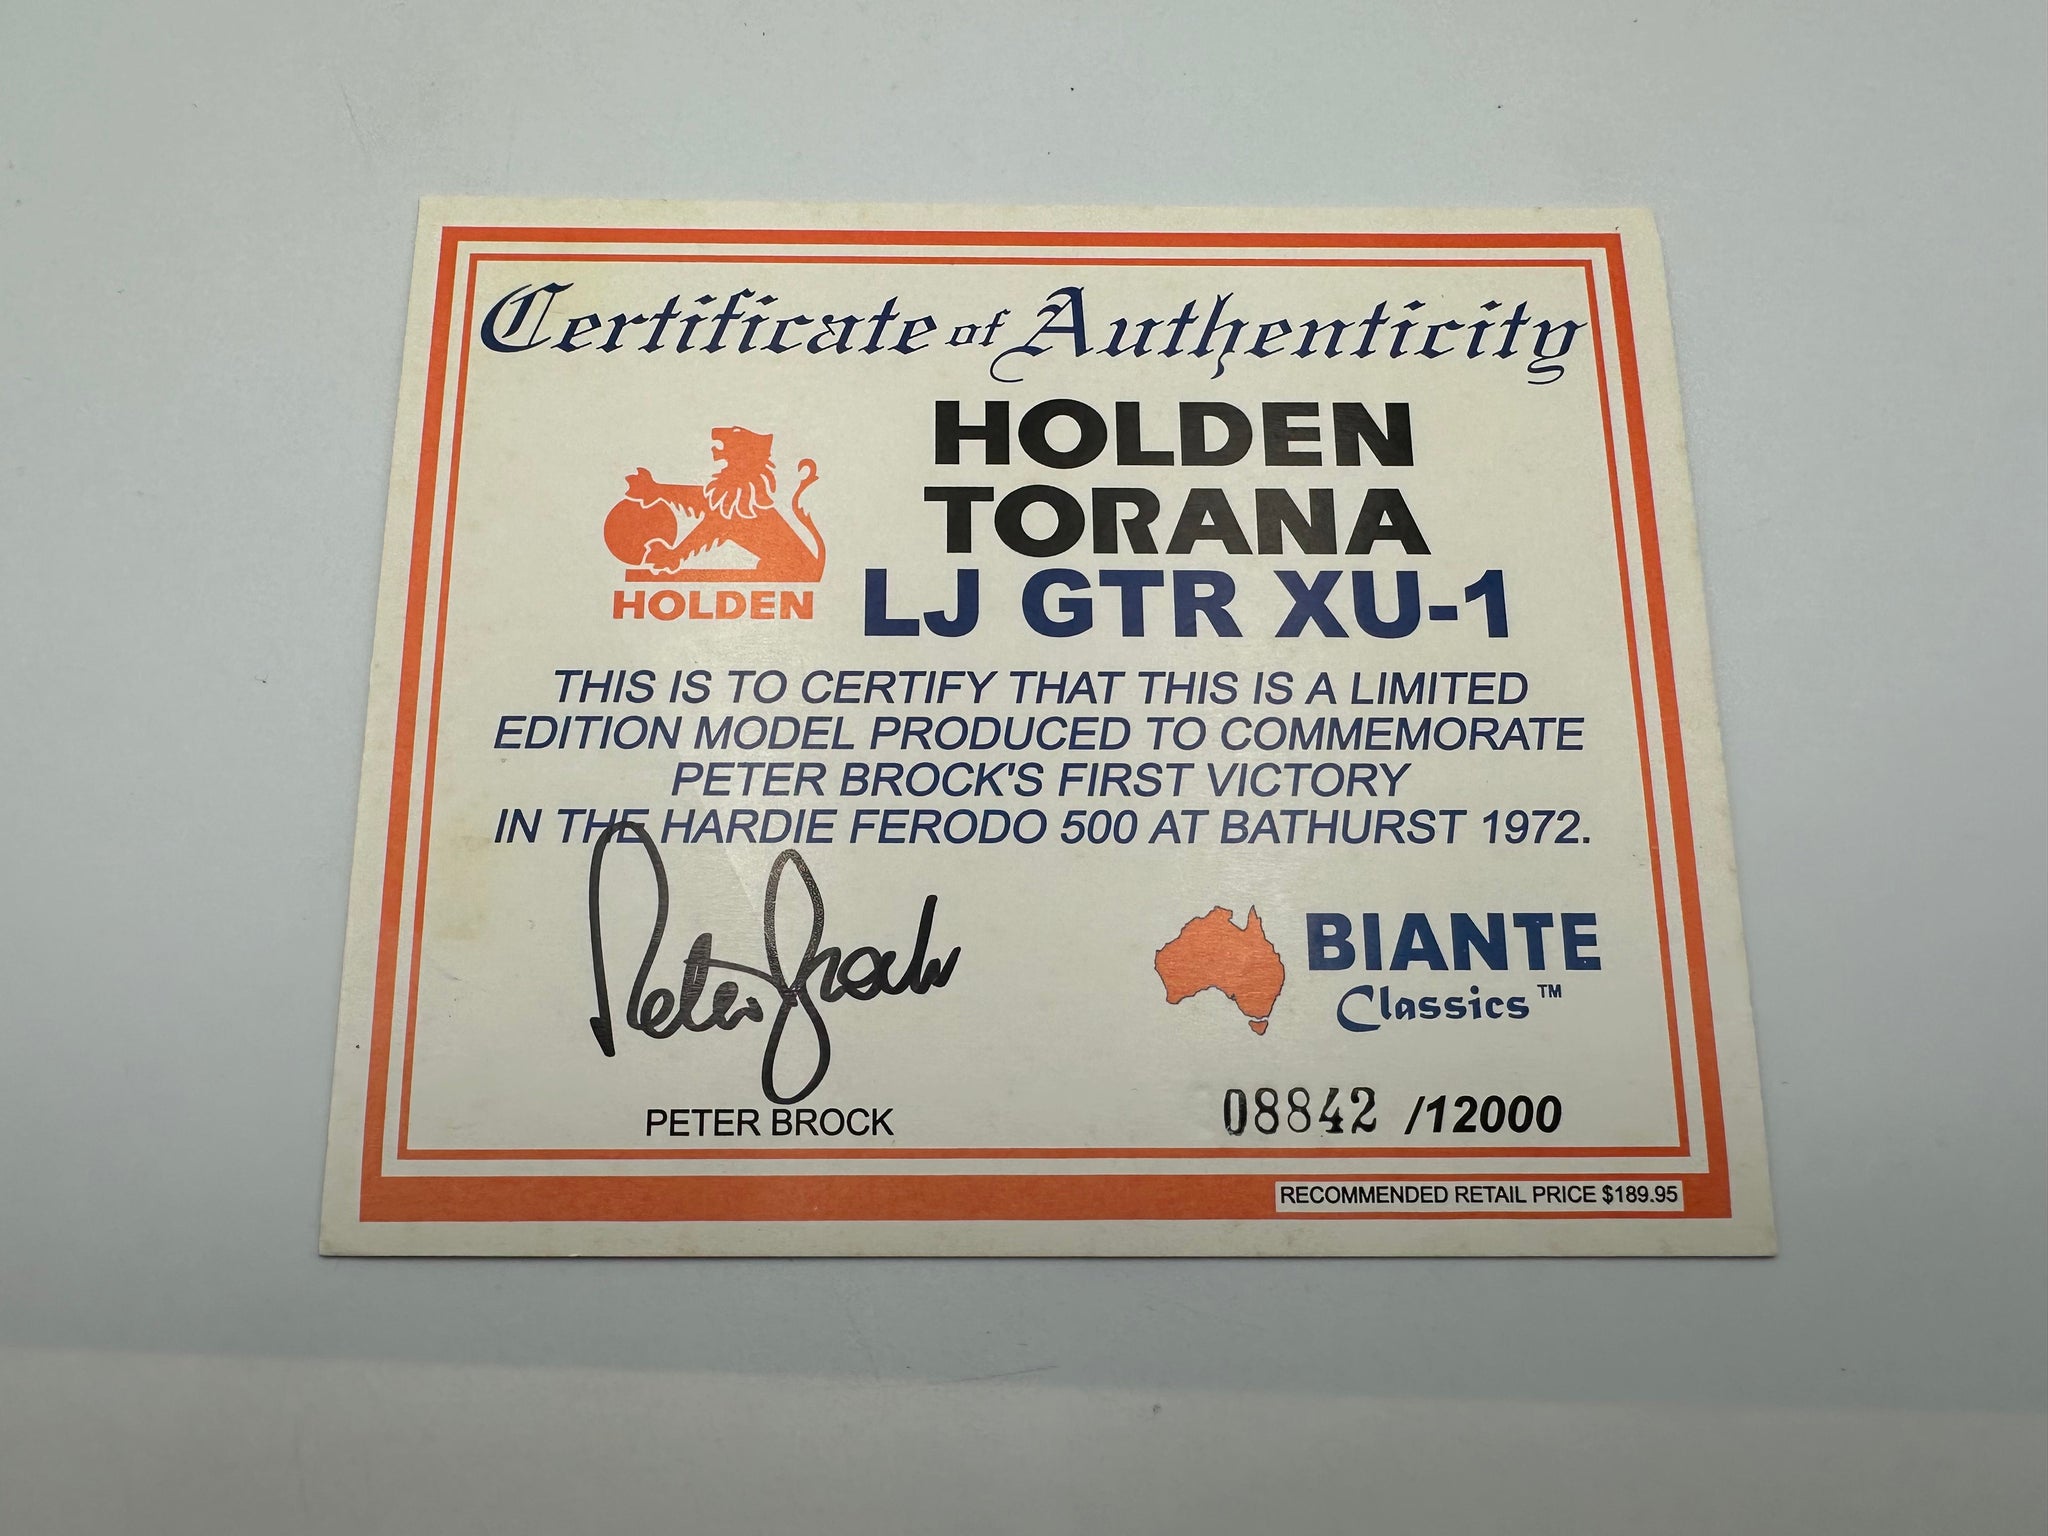 Certificate of Authenticity
HOLDEN
TORANA
LJ GTR XU-1
HOLDEN
THIS IS TO CERTIFY THAT THIS IS A LIMITED
EDITION MODEL PRODUCED TO COMMEMORATE
PETER BROCK'S FIRST VICTORY
IN THE HARDIE FERODO 500 AT BATHURST 1972.
Peter Brock
PETER BROCK
BIANTE
Classics™
08842 /12000
RECOMMENDED RETAIL PRICE $189.95